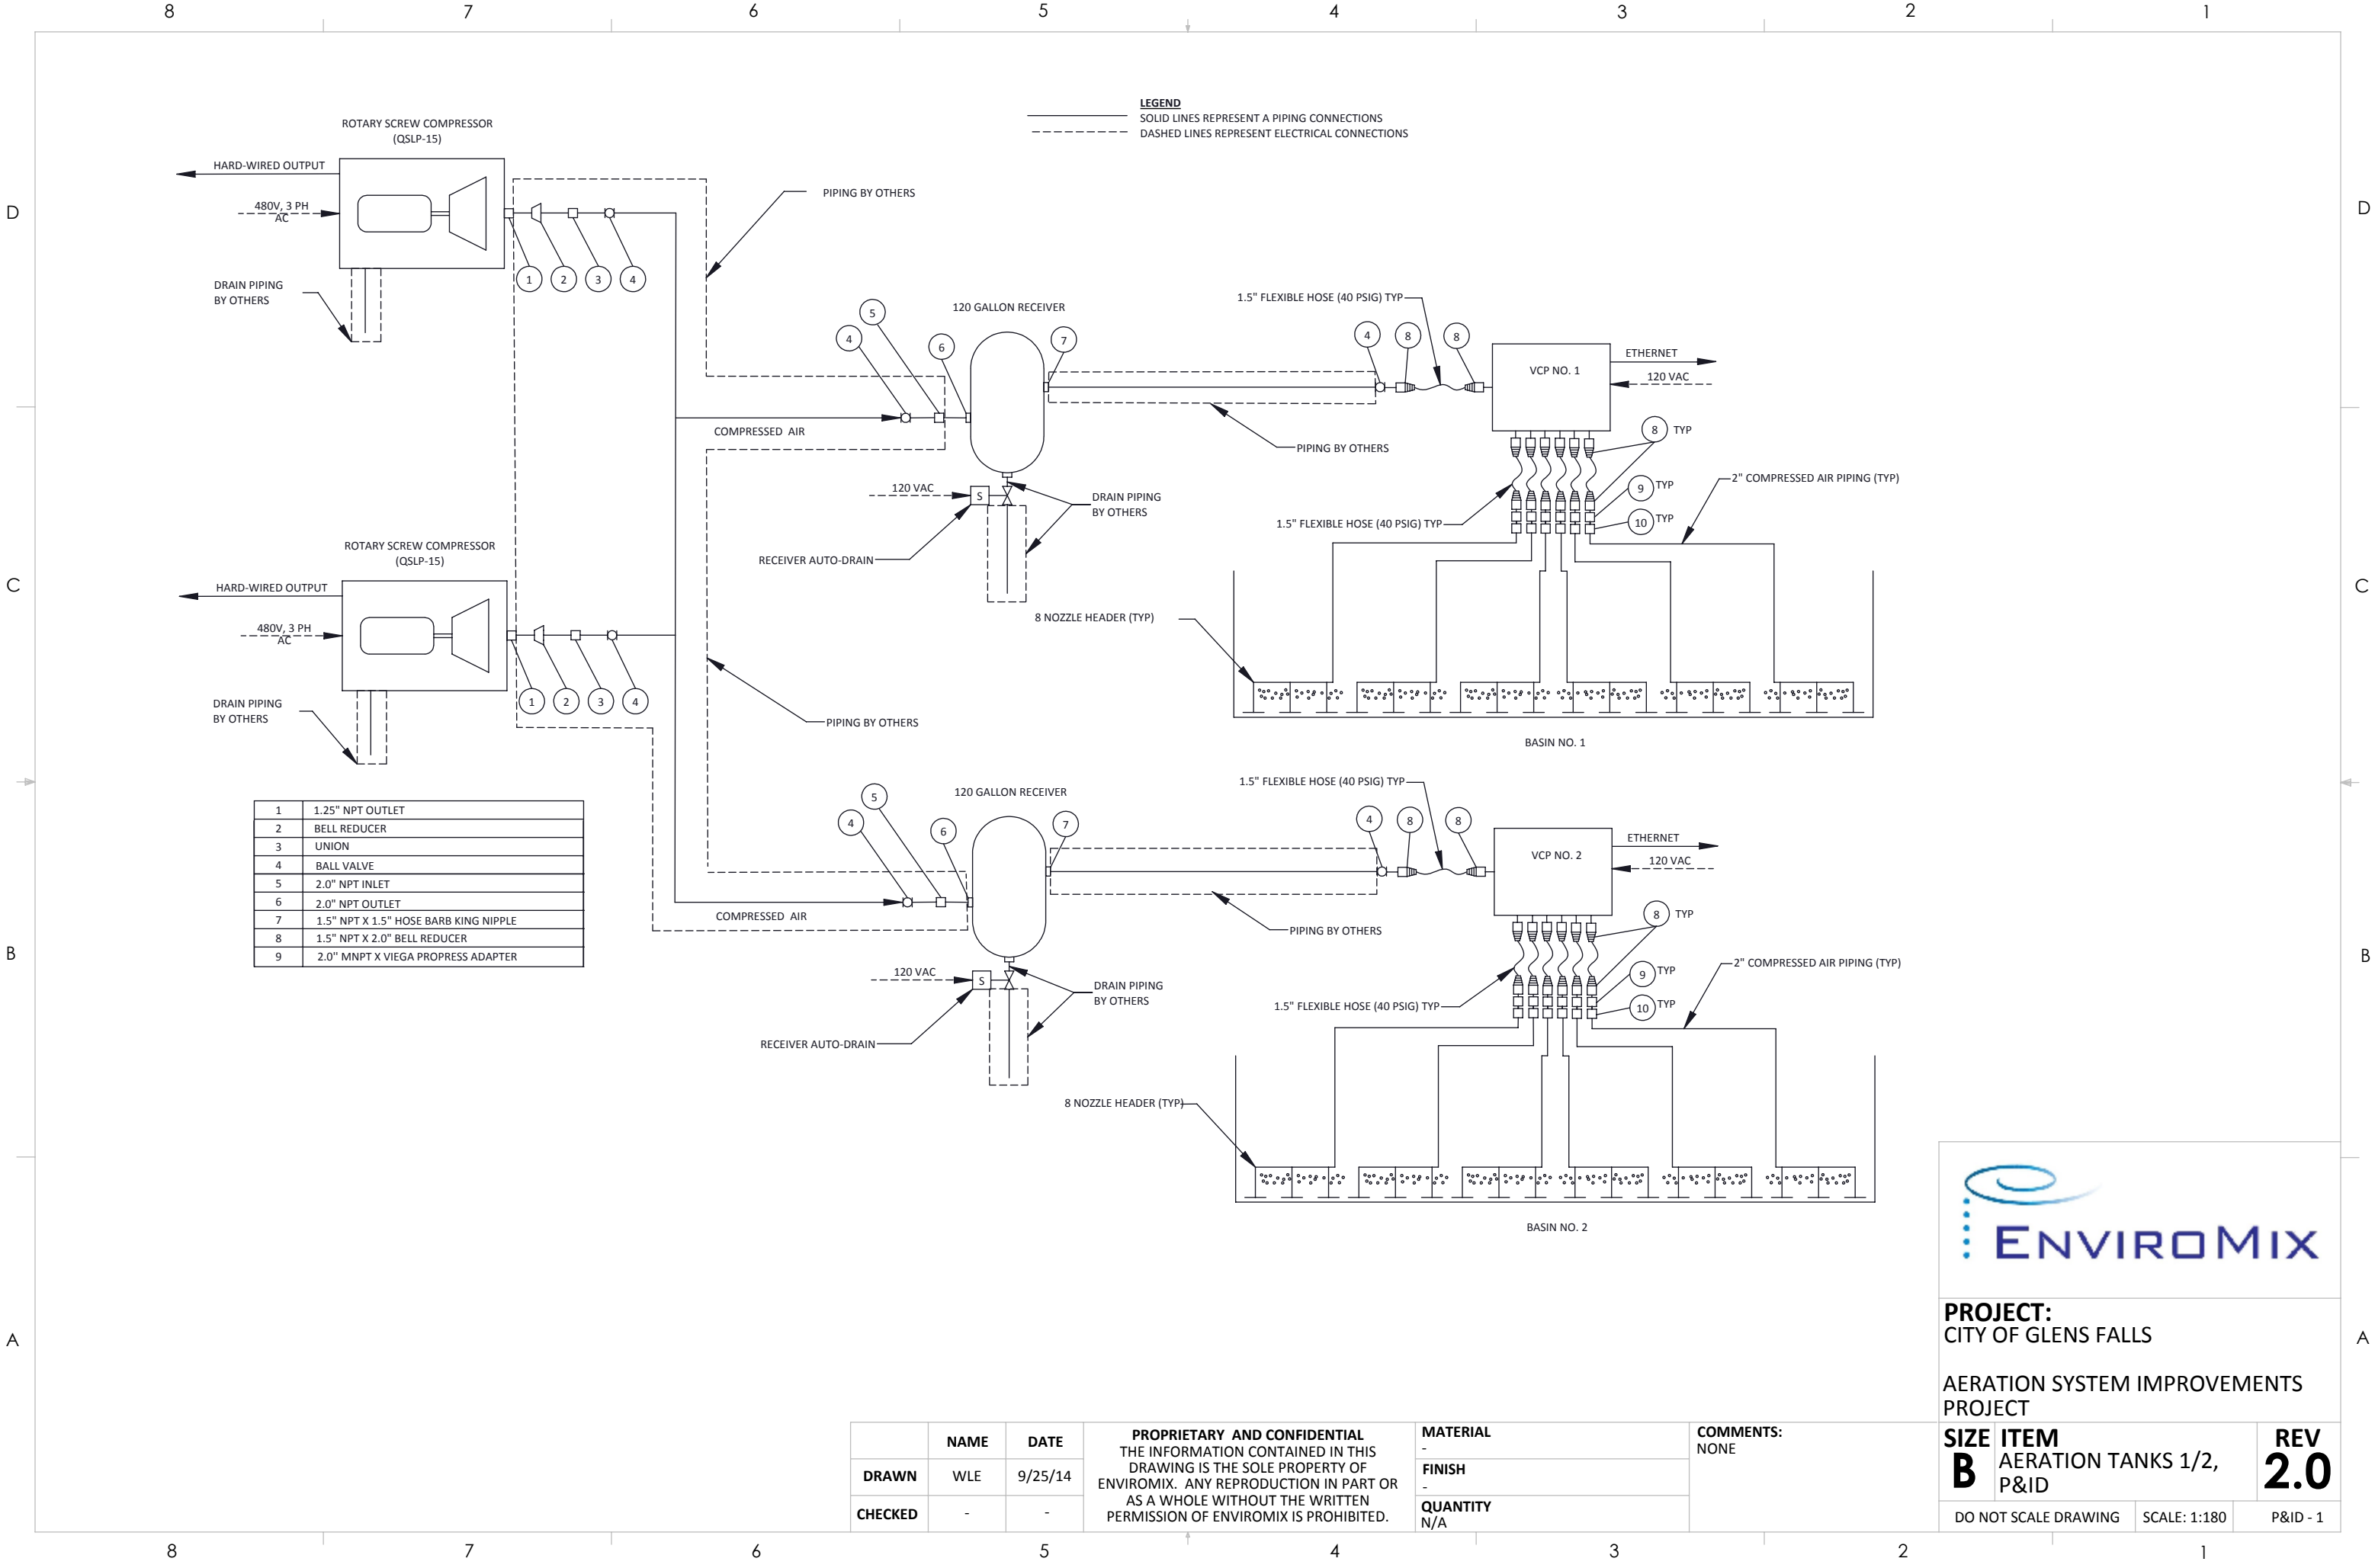 8 7 6 5 4 3 2 1
LEGEND
SOLID LINES REPRESENT A PIPING CONNECTIONS
DASHED LINES REPRESENT ELECTRICAL CONNECTIONS
D
D
ROTARY SCREW COMPRESSOR
(QSLP-15)
HARD-WIRED OUTPUT
480V, 3 PH
AC
DRAIN PIPING
BY OTHERS
1 2 3 4
PIPING BY OTHERS
4
5
6
120 GALLON RECEIVER
7
COMPRESSED AIR
1.5" FLEXIBLE HOSE (40 PSIG) TYP
4 8 8
PIPING BY OTHERS
VCP NO. 1
ETHERNET
120 VAC
8 TYP
9 TYP
10 TYP
2" COMPRESSED AIR PIPING (TYP)
1.5" FLEXIBLE HOSE (40 PSIG) TYP
120 VAC
S
DRAIN PIPING
BY OTHERS
RECEIVER AUTO-DRAIN
8 NOZZLE HEADER (TYP)
BASIN NO. 1
C
C
ROTARY SCREW COMPRESSOR
(QSLP-15)
HARD-WIRED OUTPUT
480V, 3 PH
AC
DRAIN PIPING
BY OTHERS
1 2 3 4
PIPING BY OTHERS
4
5
6
120 GALLON RECEIVER
7
COMPRESSED AIR
1.5" FLEXIBLE HOSE (40 PSIG) TYP
4 8 8
PIPING BY OTHERS
VCP NO. 2
ETHERNET
120 VAC
8 TYP
9 TYP
10 TYP
2" COMPRESSED AIR PIPING (TYP)
1.5" FLEXIBLE HOSE (40 PSIG) TYP
120 VAC
S
DRAIN PIPING
BY OTHERS
RECEIVER AUTO-DRAIN
8 NOZZLE HEADER (TYP)
BASIN NO. 2
1 1.25" NPT OUTLET
2 BELL REDUCER
3 UNION
4 BALL VALVE
5 2.0" NPT INLET
6 2.0" NPT OUTLET
7 1.5" NPT X 1.5" HOSE BARB KING NIPPLE
8 1.5" NPT X 2.0" BELL REDUCER
9 2.0" MNPT X VIEGA PROPRESS ADAPTER
B
B
A
A
ENVIROMIX
PROJECT:
CITY OF GLENS FALLS
AERATION SYSTEM IMPROVEMENTS
PROJECT
SIZE
B
ITEM
AERATION TANKS 1/2,
P&ID
REV
2.0
DO NOT SCALE DRAWING
SCALE: 1:180
P&ID - 1
NAME DATE
DRAWN WLE 9/25/14
CHECKED - -
PROPRIETARY AND CONFIDENTIAL
THE INFORMATION CONTAINED IN THIS
DRAWING IS THE SOLE PROPERTY OF
ENVIROMIX. ANY REPRODUCTION IN PART OR
AS A WHOLE WITHOUT THE WRITTEN
PERMISSION OF ENVIROMIX IS PROHIBITED.
MATERIAL
-
FINISH
-
QUANTITY
N/A
COMMENTS:
NONE
8 7 6 5 4 3 2 1